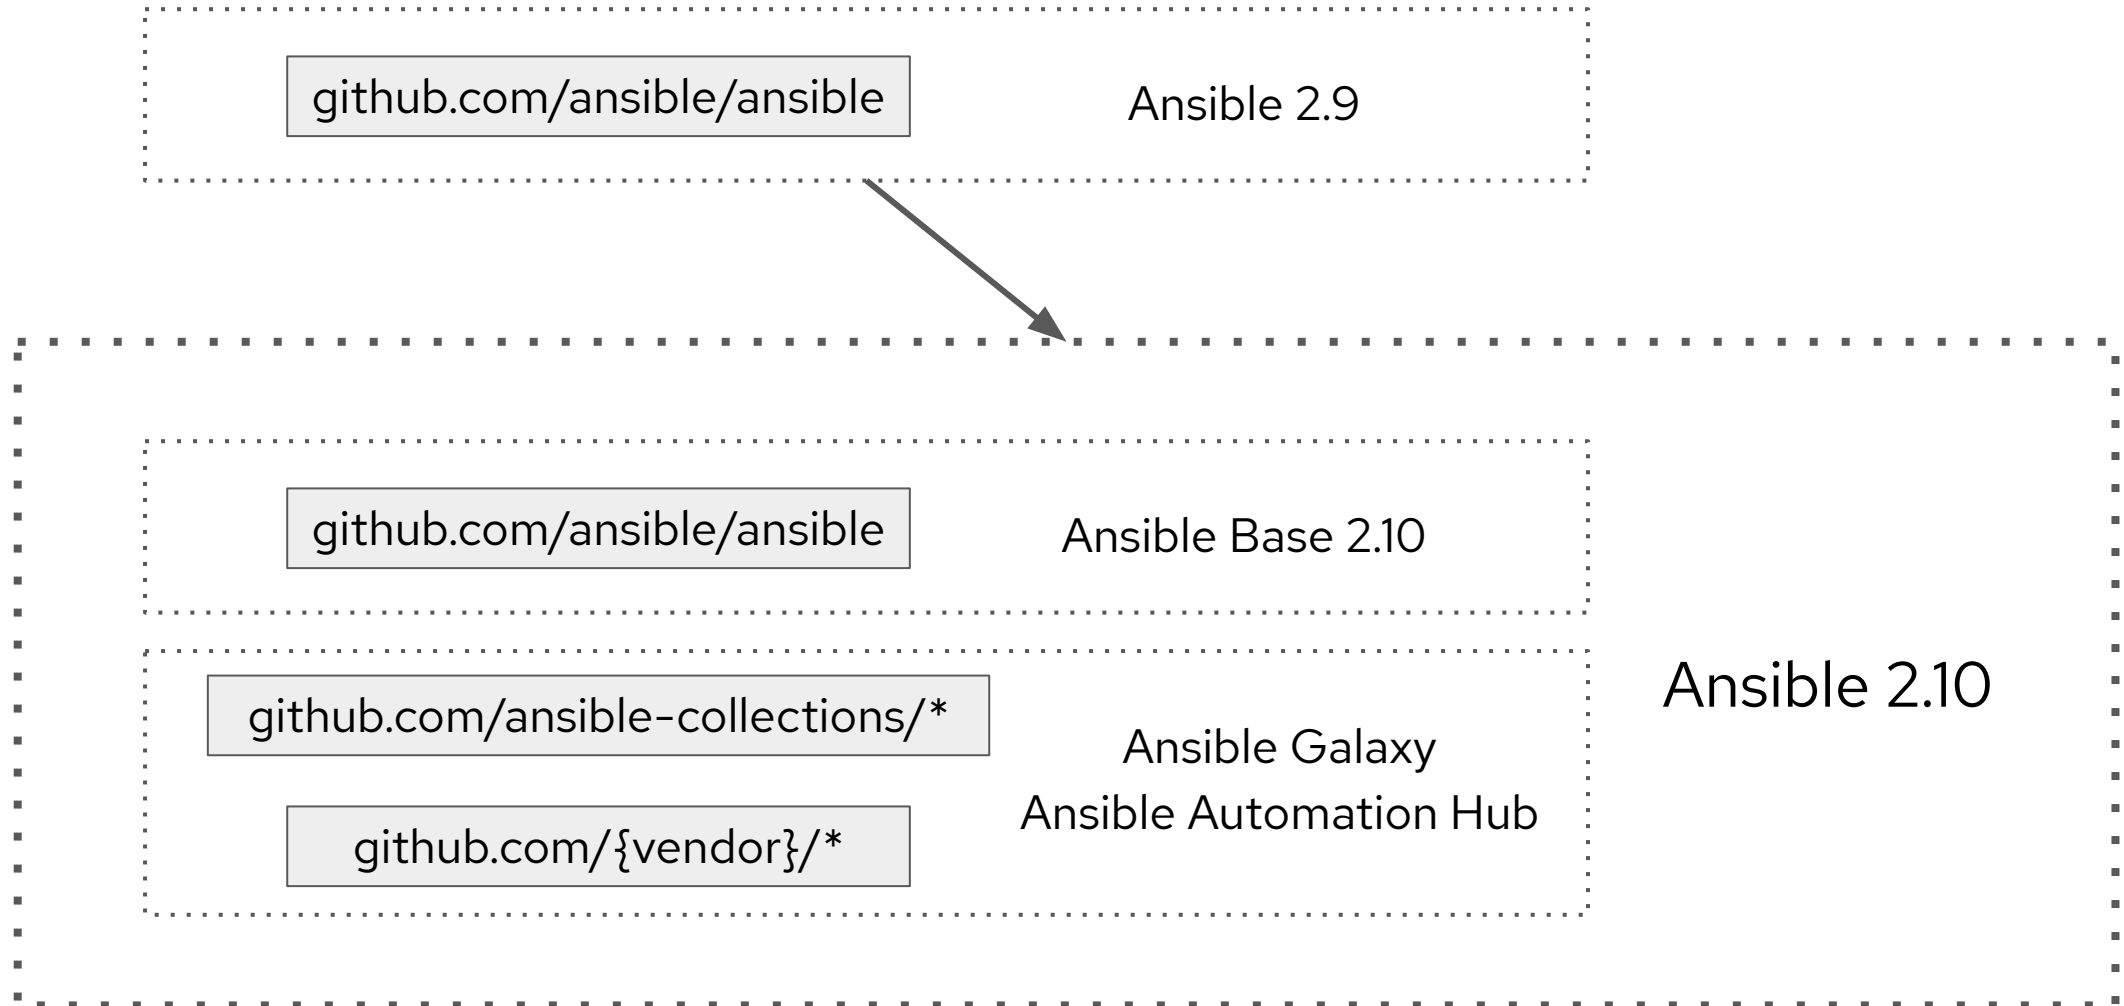 github.com/ansible/ansible
Ansible 2.9
github.com/ansible/ansible
Ansible Base 2.10
github.com/ansible-collections/*
github.com/{vendor}/*
Ansible Galaxy
Ansible Automation Hub
Ansible 2.10